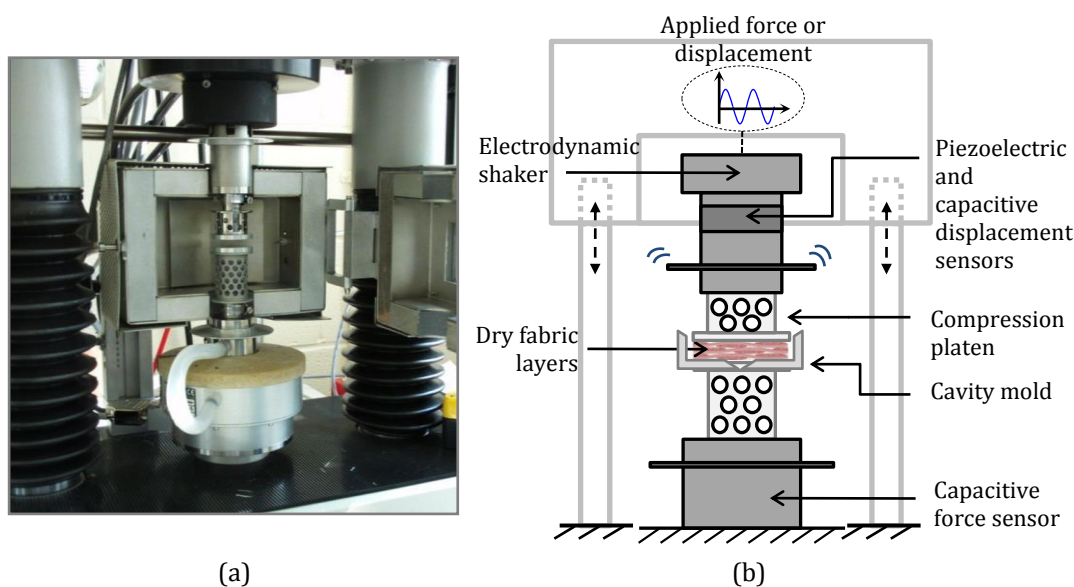 Applied force or
displacement
Electrodynamic
shaker
Piezoelectric
and
capacitive
displacement
sensors
Dry fabric
layers
Compression
platen
Cavity mold
Capacitive
force sensor
(a)
(b)